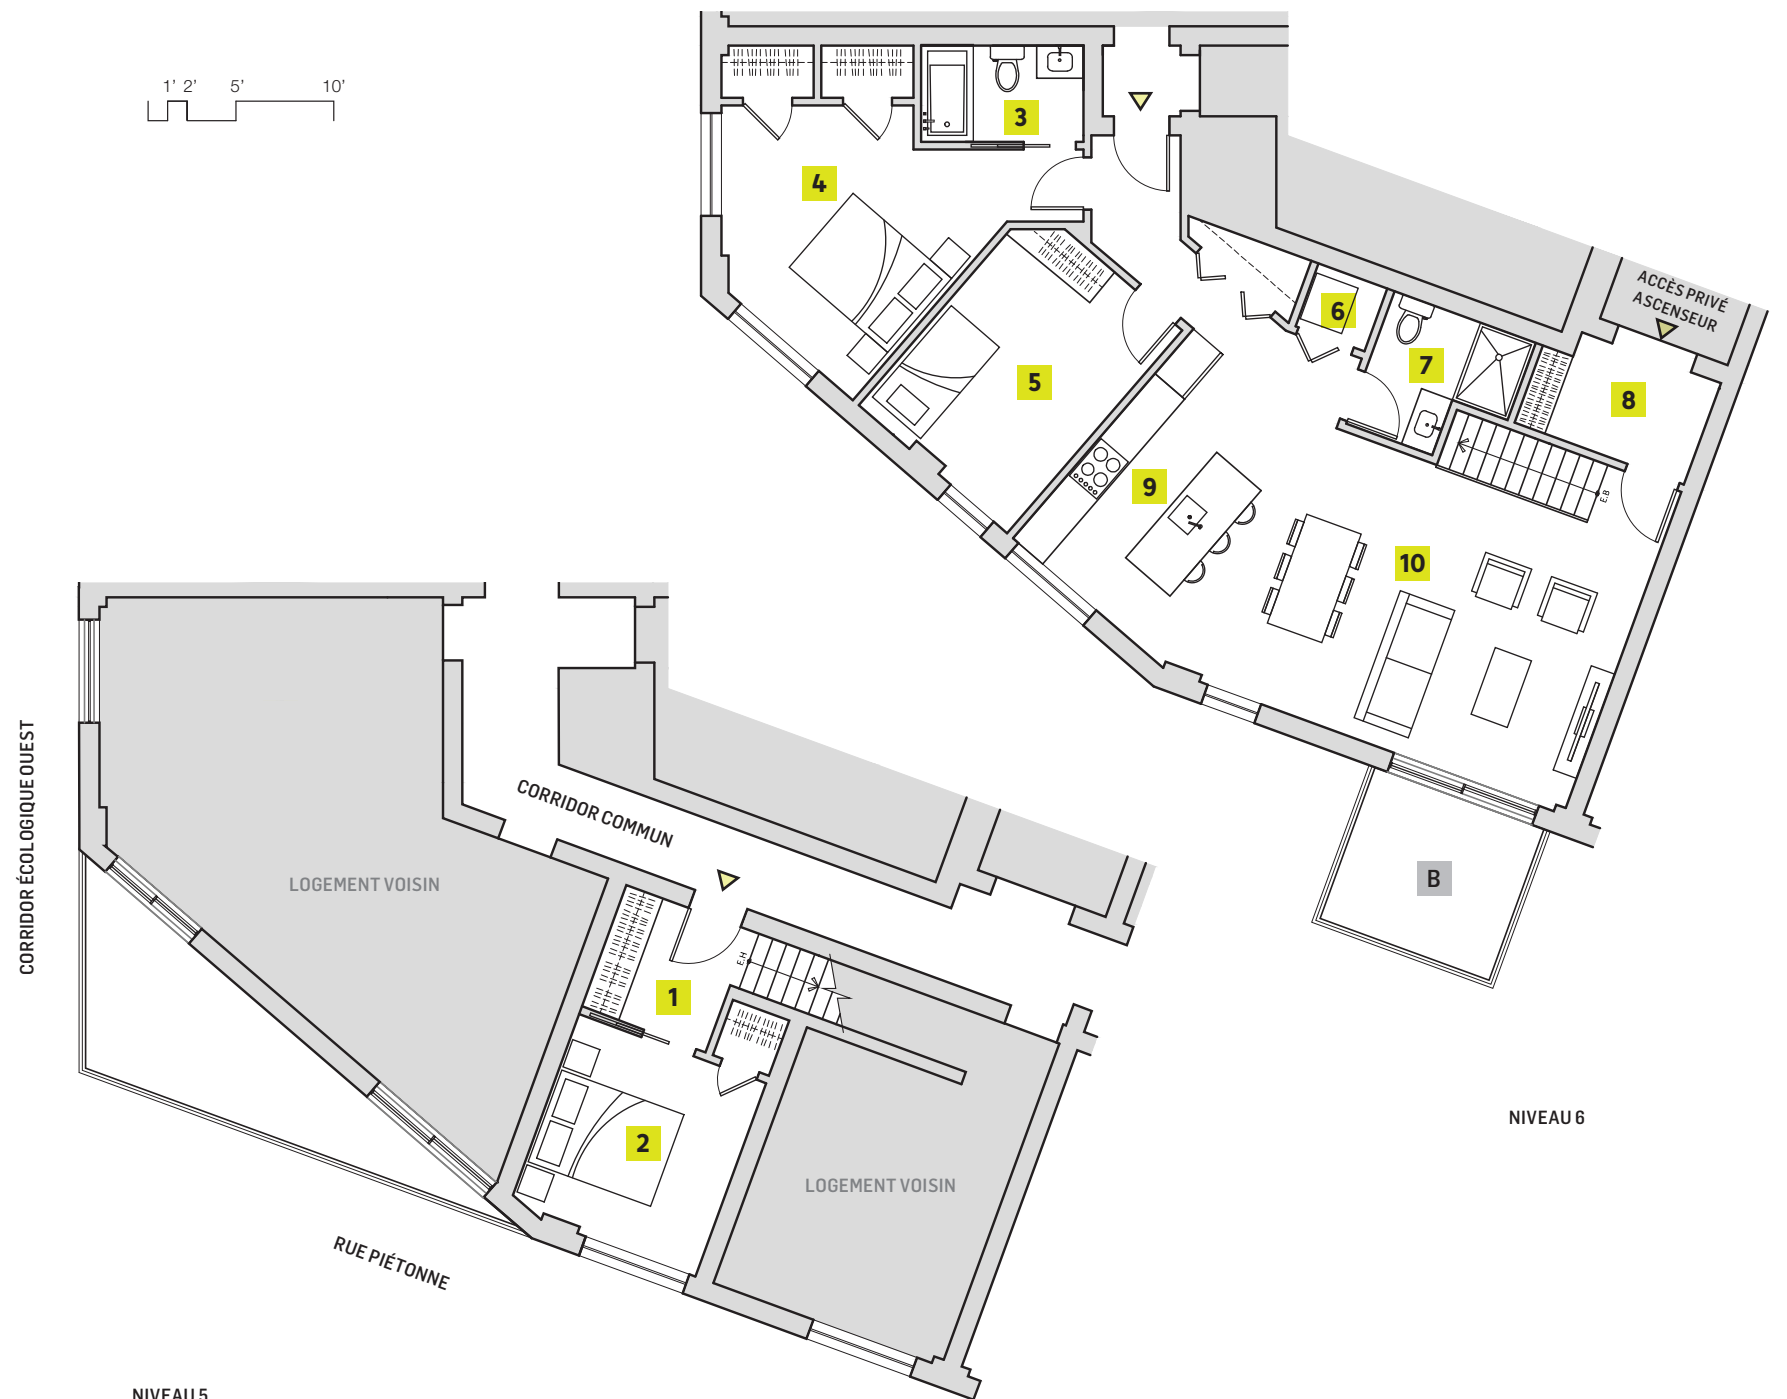 1' 2' 5' 10'
3
4
ACCÈS PRIVÉ
ASCENSEUR
6
7
5
8
9
E.B
10
B
NIVEAU 6
CORRIDOR ÉCOLOGIQUE OUEST
CORRIDOR COMMUN
LOGEMENT VOISIN
E.H
1
2
LOGEMENT VOISIN
RUE PIÉTONNE
NIVEAU 5